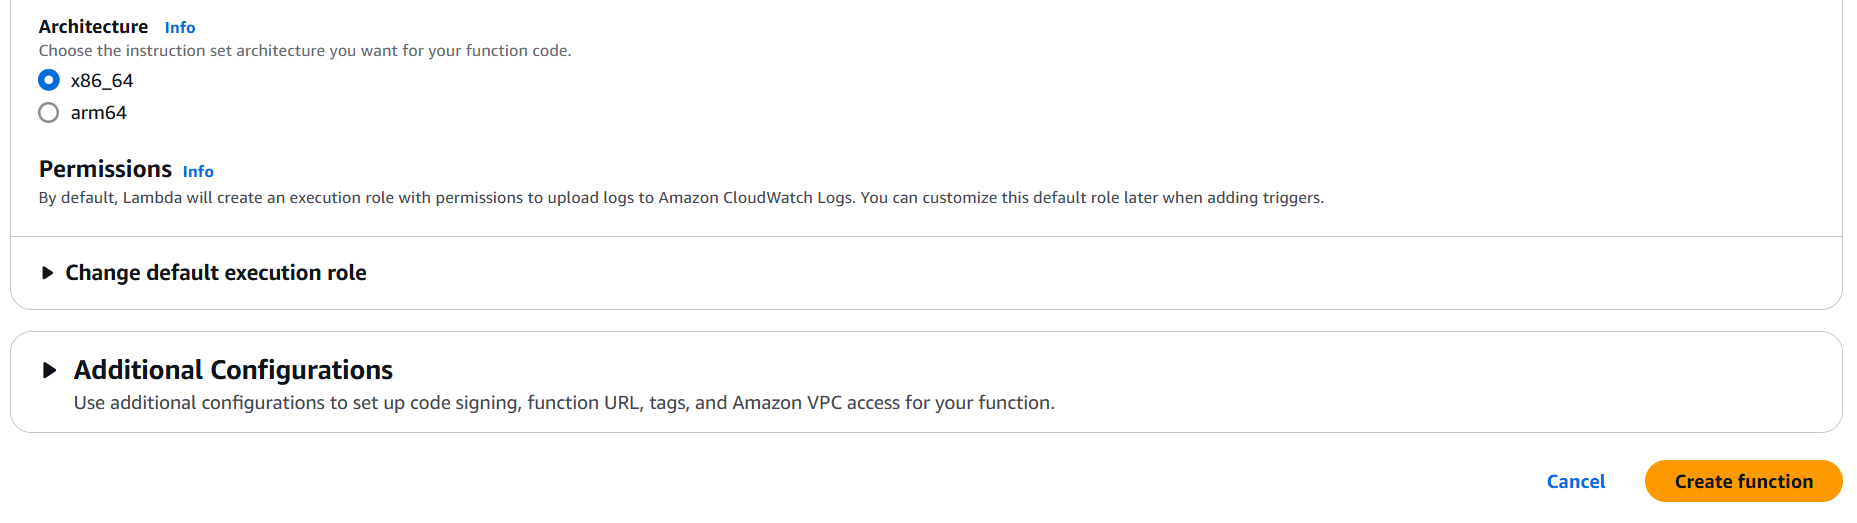 Architecture Info
Choose the instruction set architecture you want for your function code.
x86_64
arm64
Permissions Info
By default, Lambda will create an execution role with permissions to upload logs to Amazon CloudWatch Logs. You can customize this default role later when adding triggers.
Change default execution role
Additional Configurations
Use additional configurations to set up code signing, function URL, tags, and Amazon VPC access for your function.
Cancel Create function